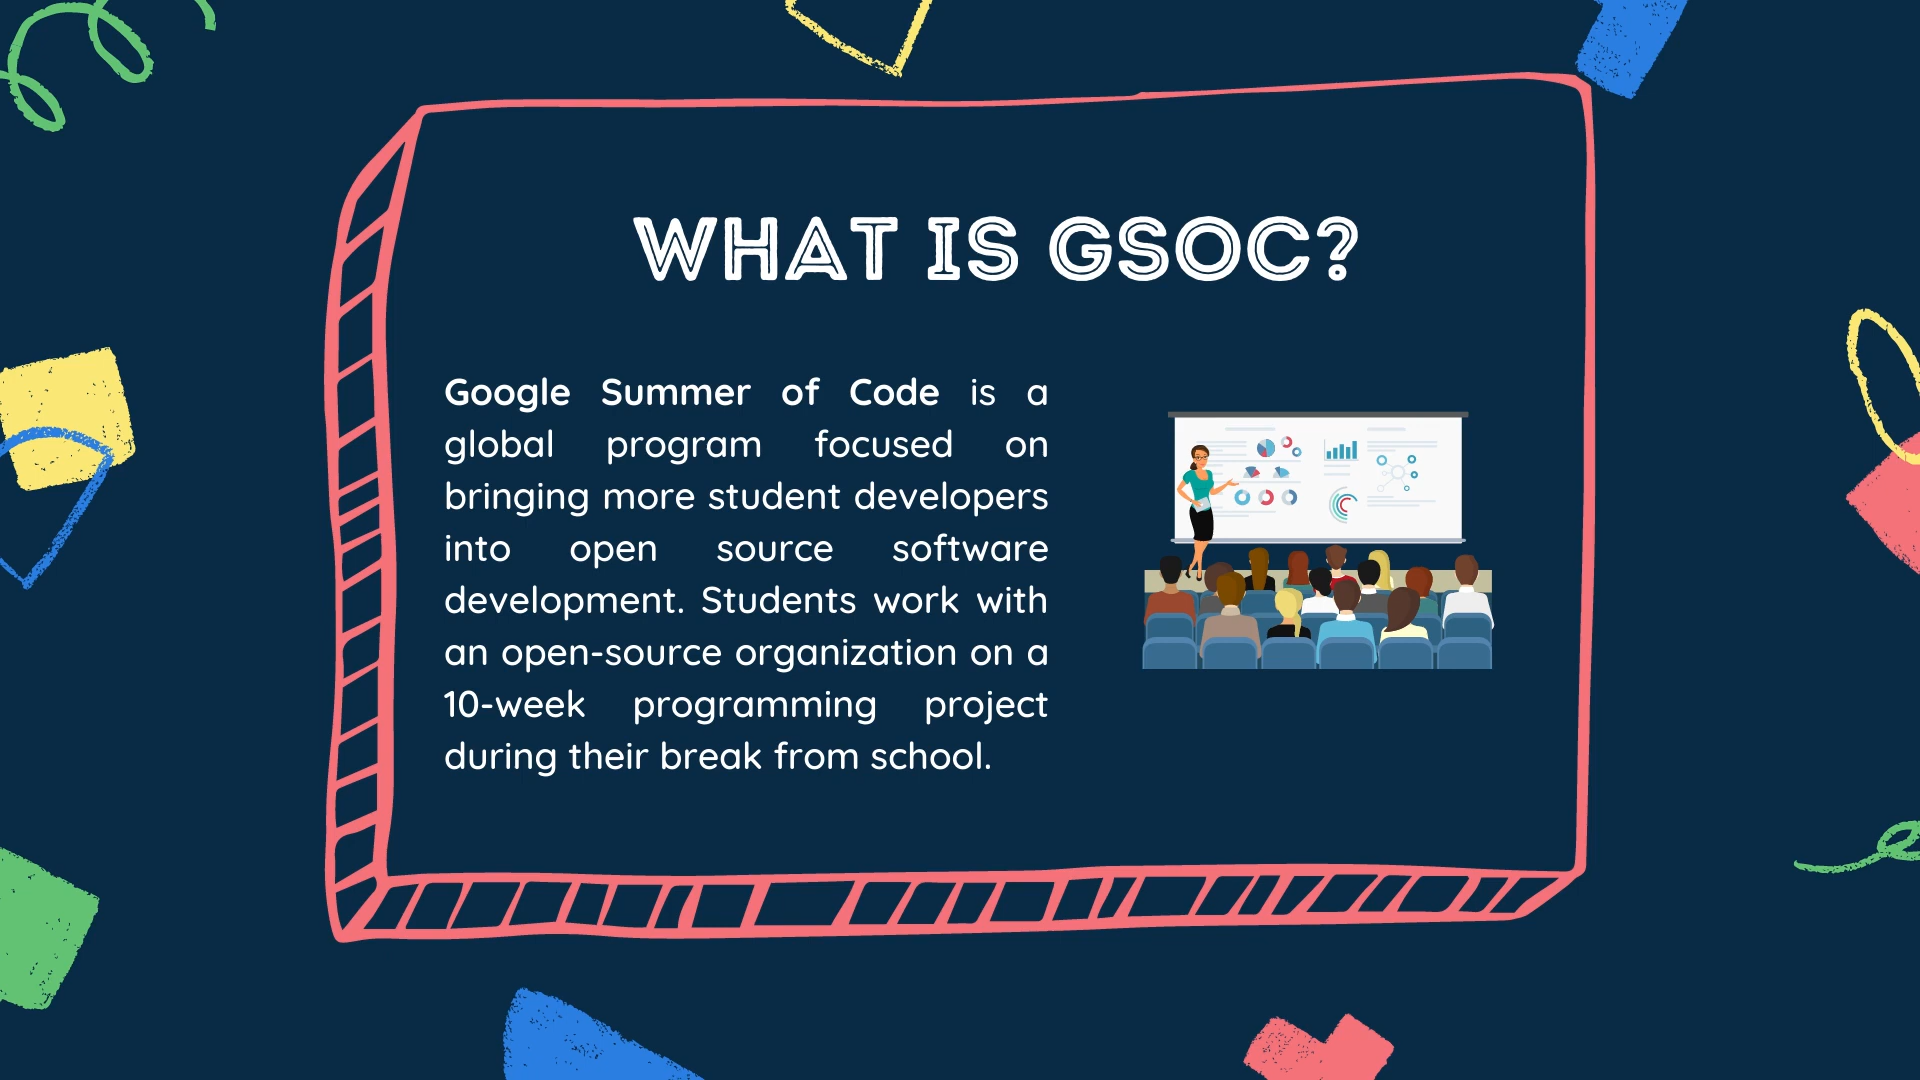 WHAT IS GSOC?
Google Summer of Code is a
global program focused on
bringing more student developers
into open source software
development. Students work with
an open-source organization on a
10-week programming project
during their break from school.